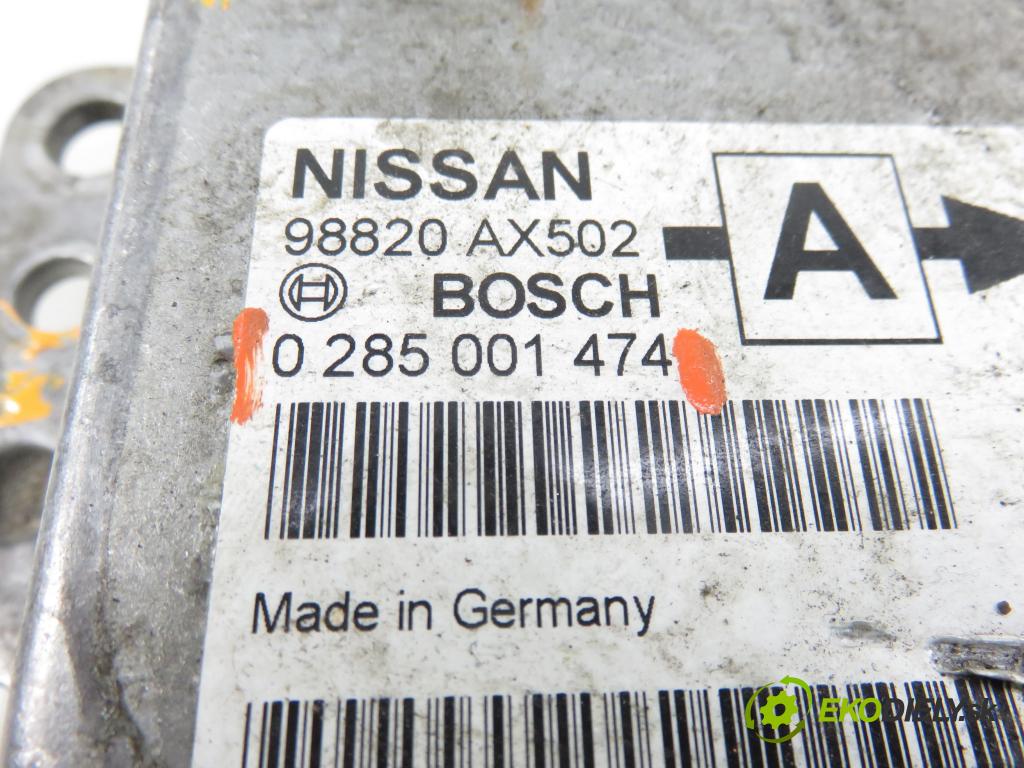 NISSAN
98820 AX502
A
BOSCH
0 285 001 474
Made in Germany
EKODIELY.sk